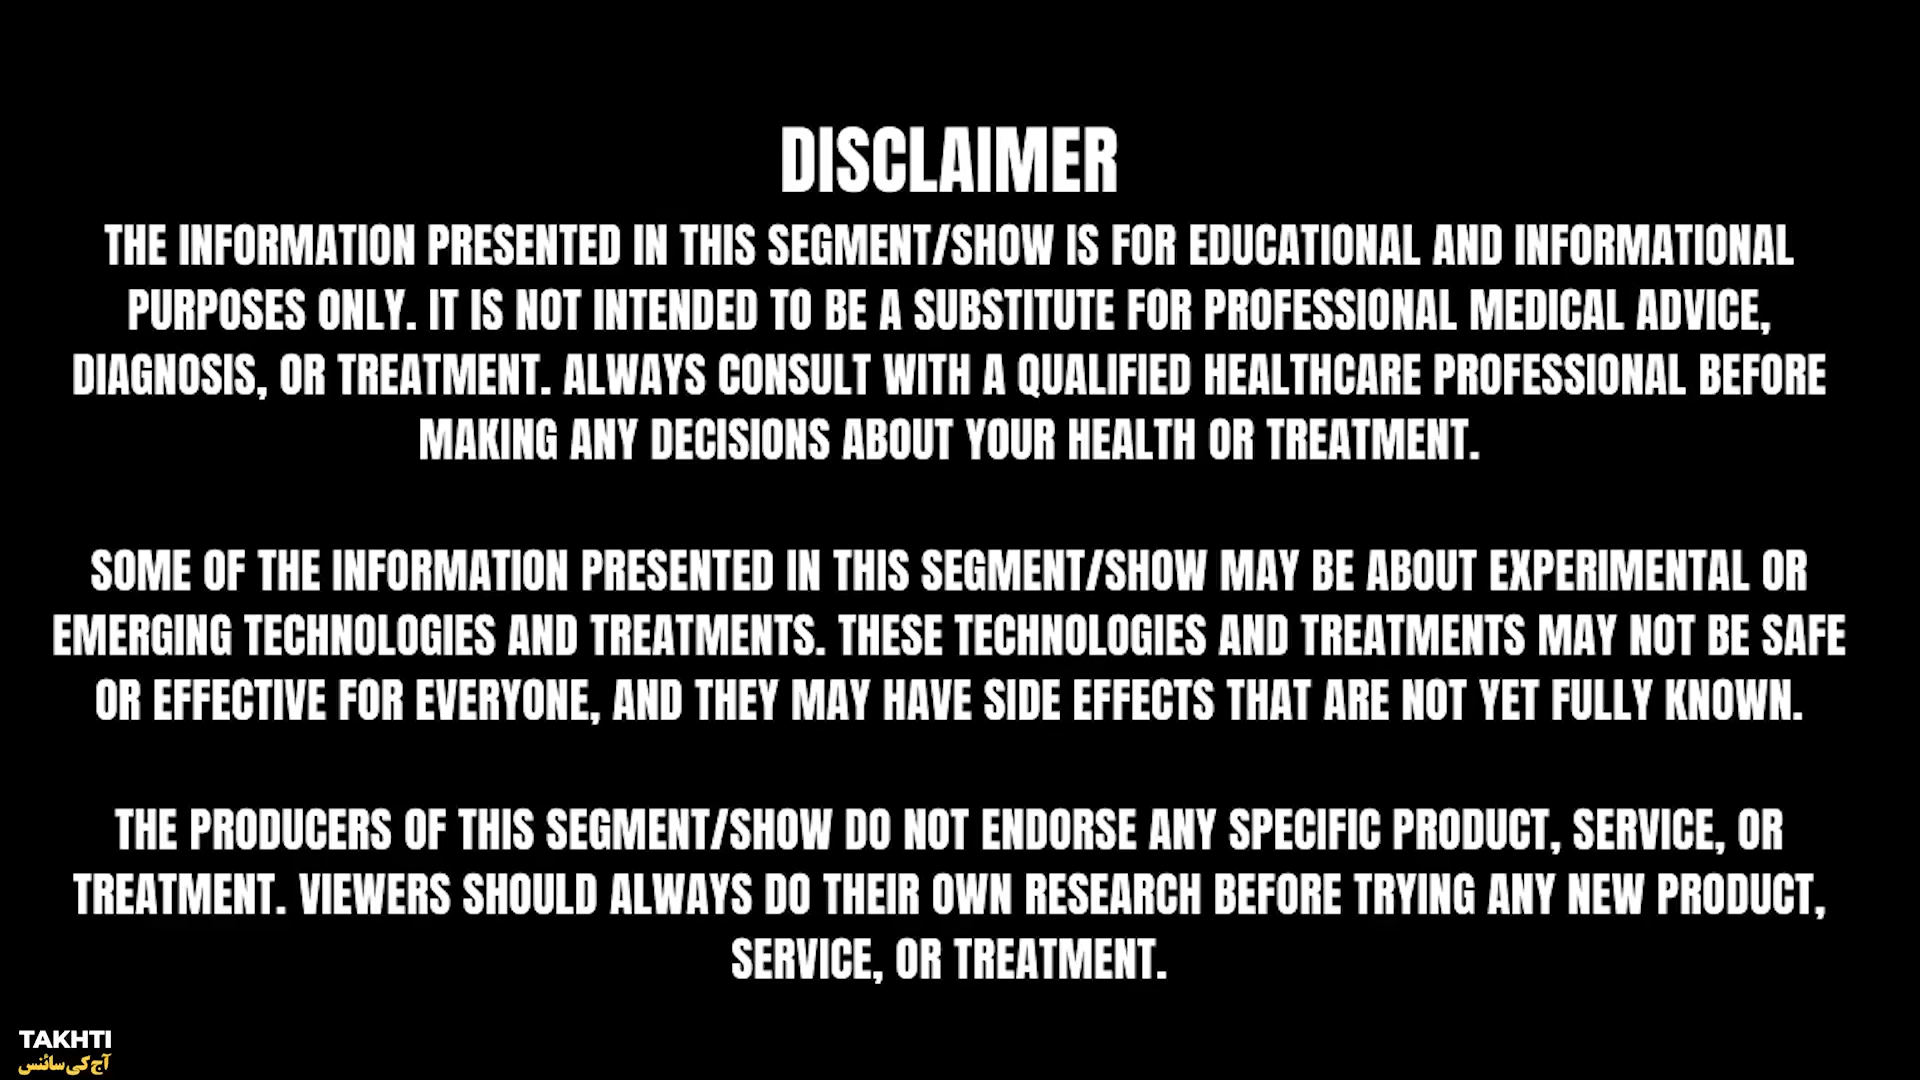 DISCLAIMER
THE INFORMATION PRESENTED IN THIS SEGMENT/SHOW IS FOR EDUCATIONAL AND INFORMATIONAL
PURPOSES ONLY. IT IS NOT INTENDED TO BE A SUBSTITUTE FOR PROFESSIONAL MEDICAL ADVICE,
DIAGNOSIS, OR TREATMENT. ALWAYS CONSULT WITH A QUALIFIED HEALTHCARE PROFESSIONAL BEFORE
MAKING ANY DECISIONS ABOUT YOUR HEALTH OR TREATMENT.
SOME OF THE INFORMATION PRESENTED IN THIS SEGMENT/SHOW MAY BE ABOUT EXPERIMENTAL OR
EMERGING TECHNOLOGIES AND TREATMENTS. THESE TECHNOLOGIES AND TREATMENTS MAY NOT BE SAFE
OR EFFECTIVE FOR EVERYONE, AND THEY MAY HAVE SIDE EFFECTS THAT ARE NOT YET FULLY KNOWN.
THE PRODUCERS OF THIS SEGMENT/SHOW DO NOT ENDORSE ANY SPECIFIC PRODUCT, SERVICE, OR
TREATMENT. VIEWERS SHOULD ALWAYS DO THEIR OWN RESEARCH BEFORE TRYING ANY NEW PRODUCT,
SERVICE, OR TREATMENT.
TAKHTI
آج کی سائنس